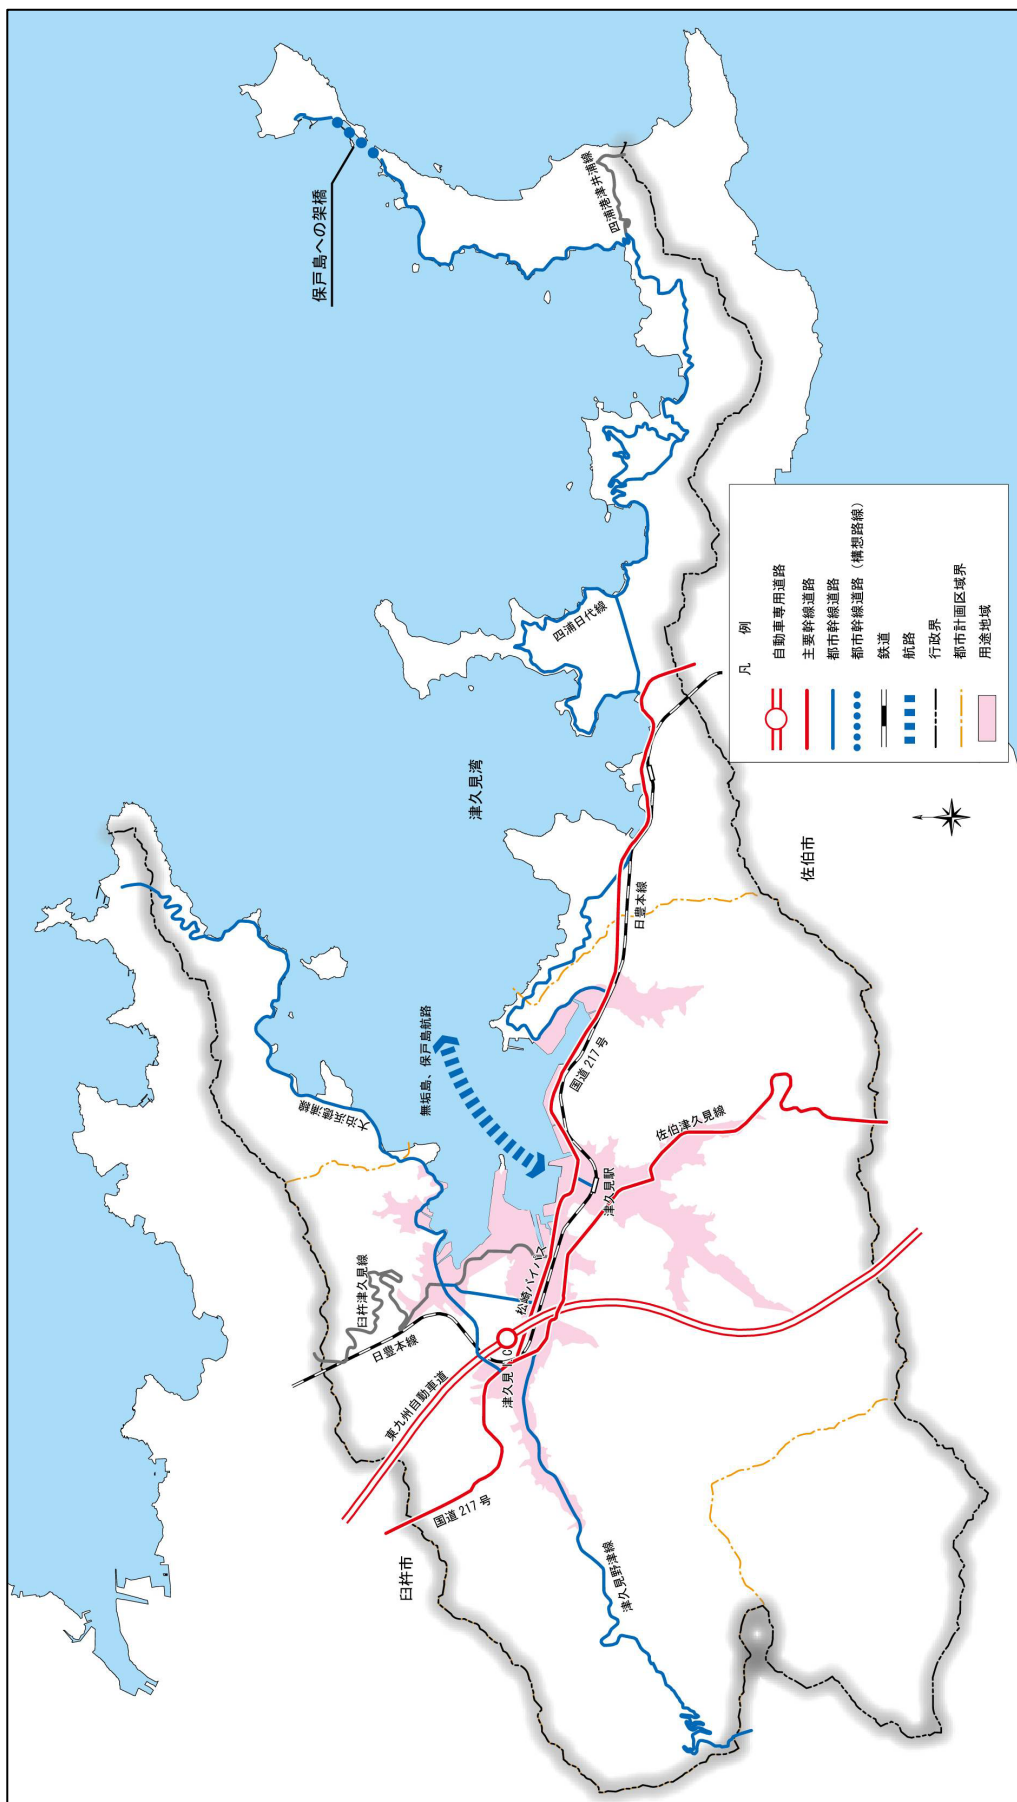 保戸島への架橋
四浦港津井浦線
四浦日代線
津久見湾
日豊本線
佐伯市
無垢島、保戸島航路
大泊浜徳浦線
国道217号
佐伯津久見線
津久見駅
松崎バイパス
臼杵津久見線
日豊本線
津久見IC
東九州自動車道
国道217号
臼杵市
津久見野津線
凡 例
自動車専用道路
主要幹線道路
都市幹線道路
都市幹線道路（構想路線）
鉄道
航路
行政界
都市計画区域界
用途地域